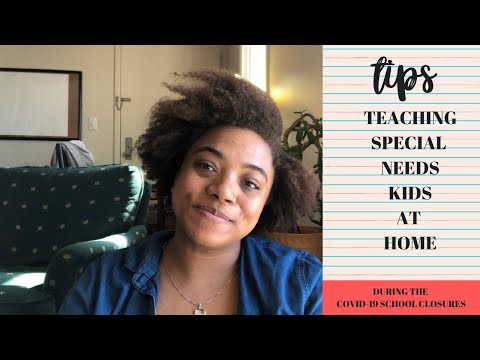 tips
TEACHING
SPECIAL
NEEDS
KIDS
AT
HOME
DURING THE
COVID-19 SCHOOL CLOSURES